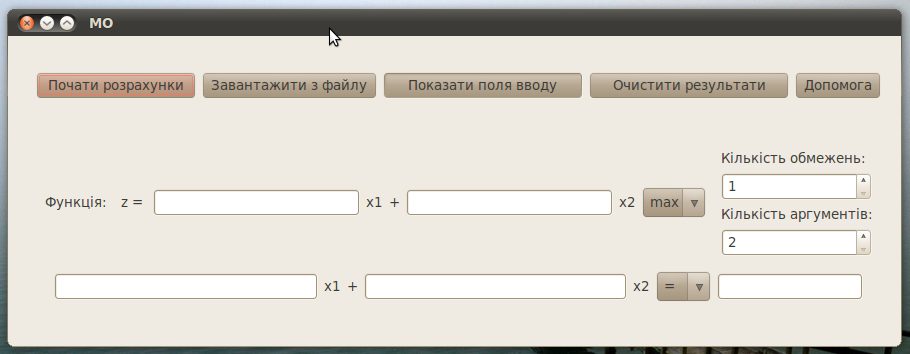 MO
Почати розрахунки Завантажити з файлу Показати поля вводу Очистити результати Допомога
Кількість обмежень:
1
Функція: z = x1 + x2 max
Кількість аргументів:
2
x1 + x2 =